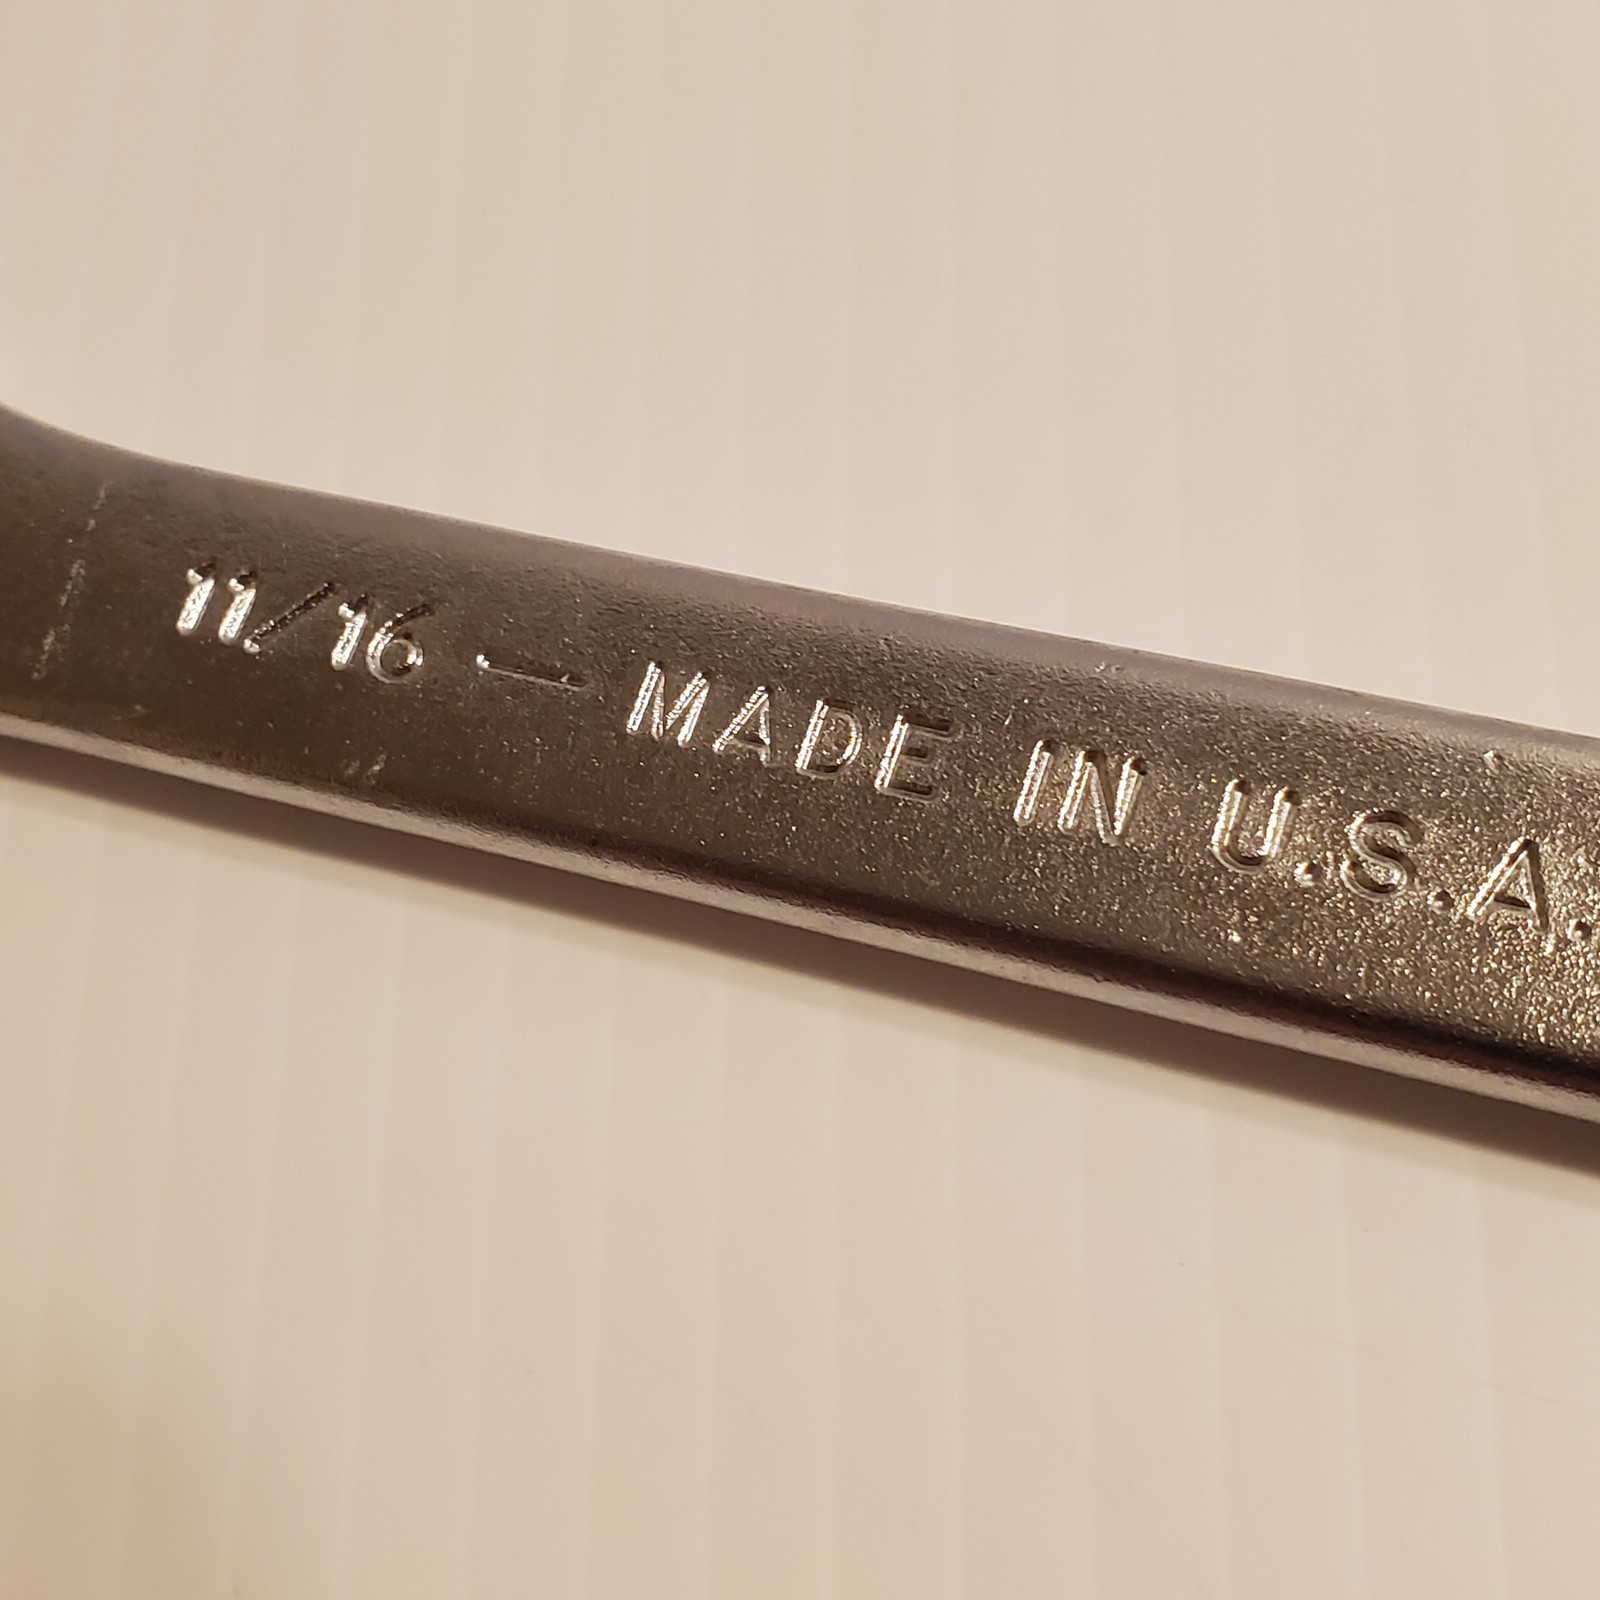 11/16 — MADE IN U.S.A.